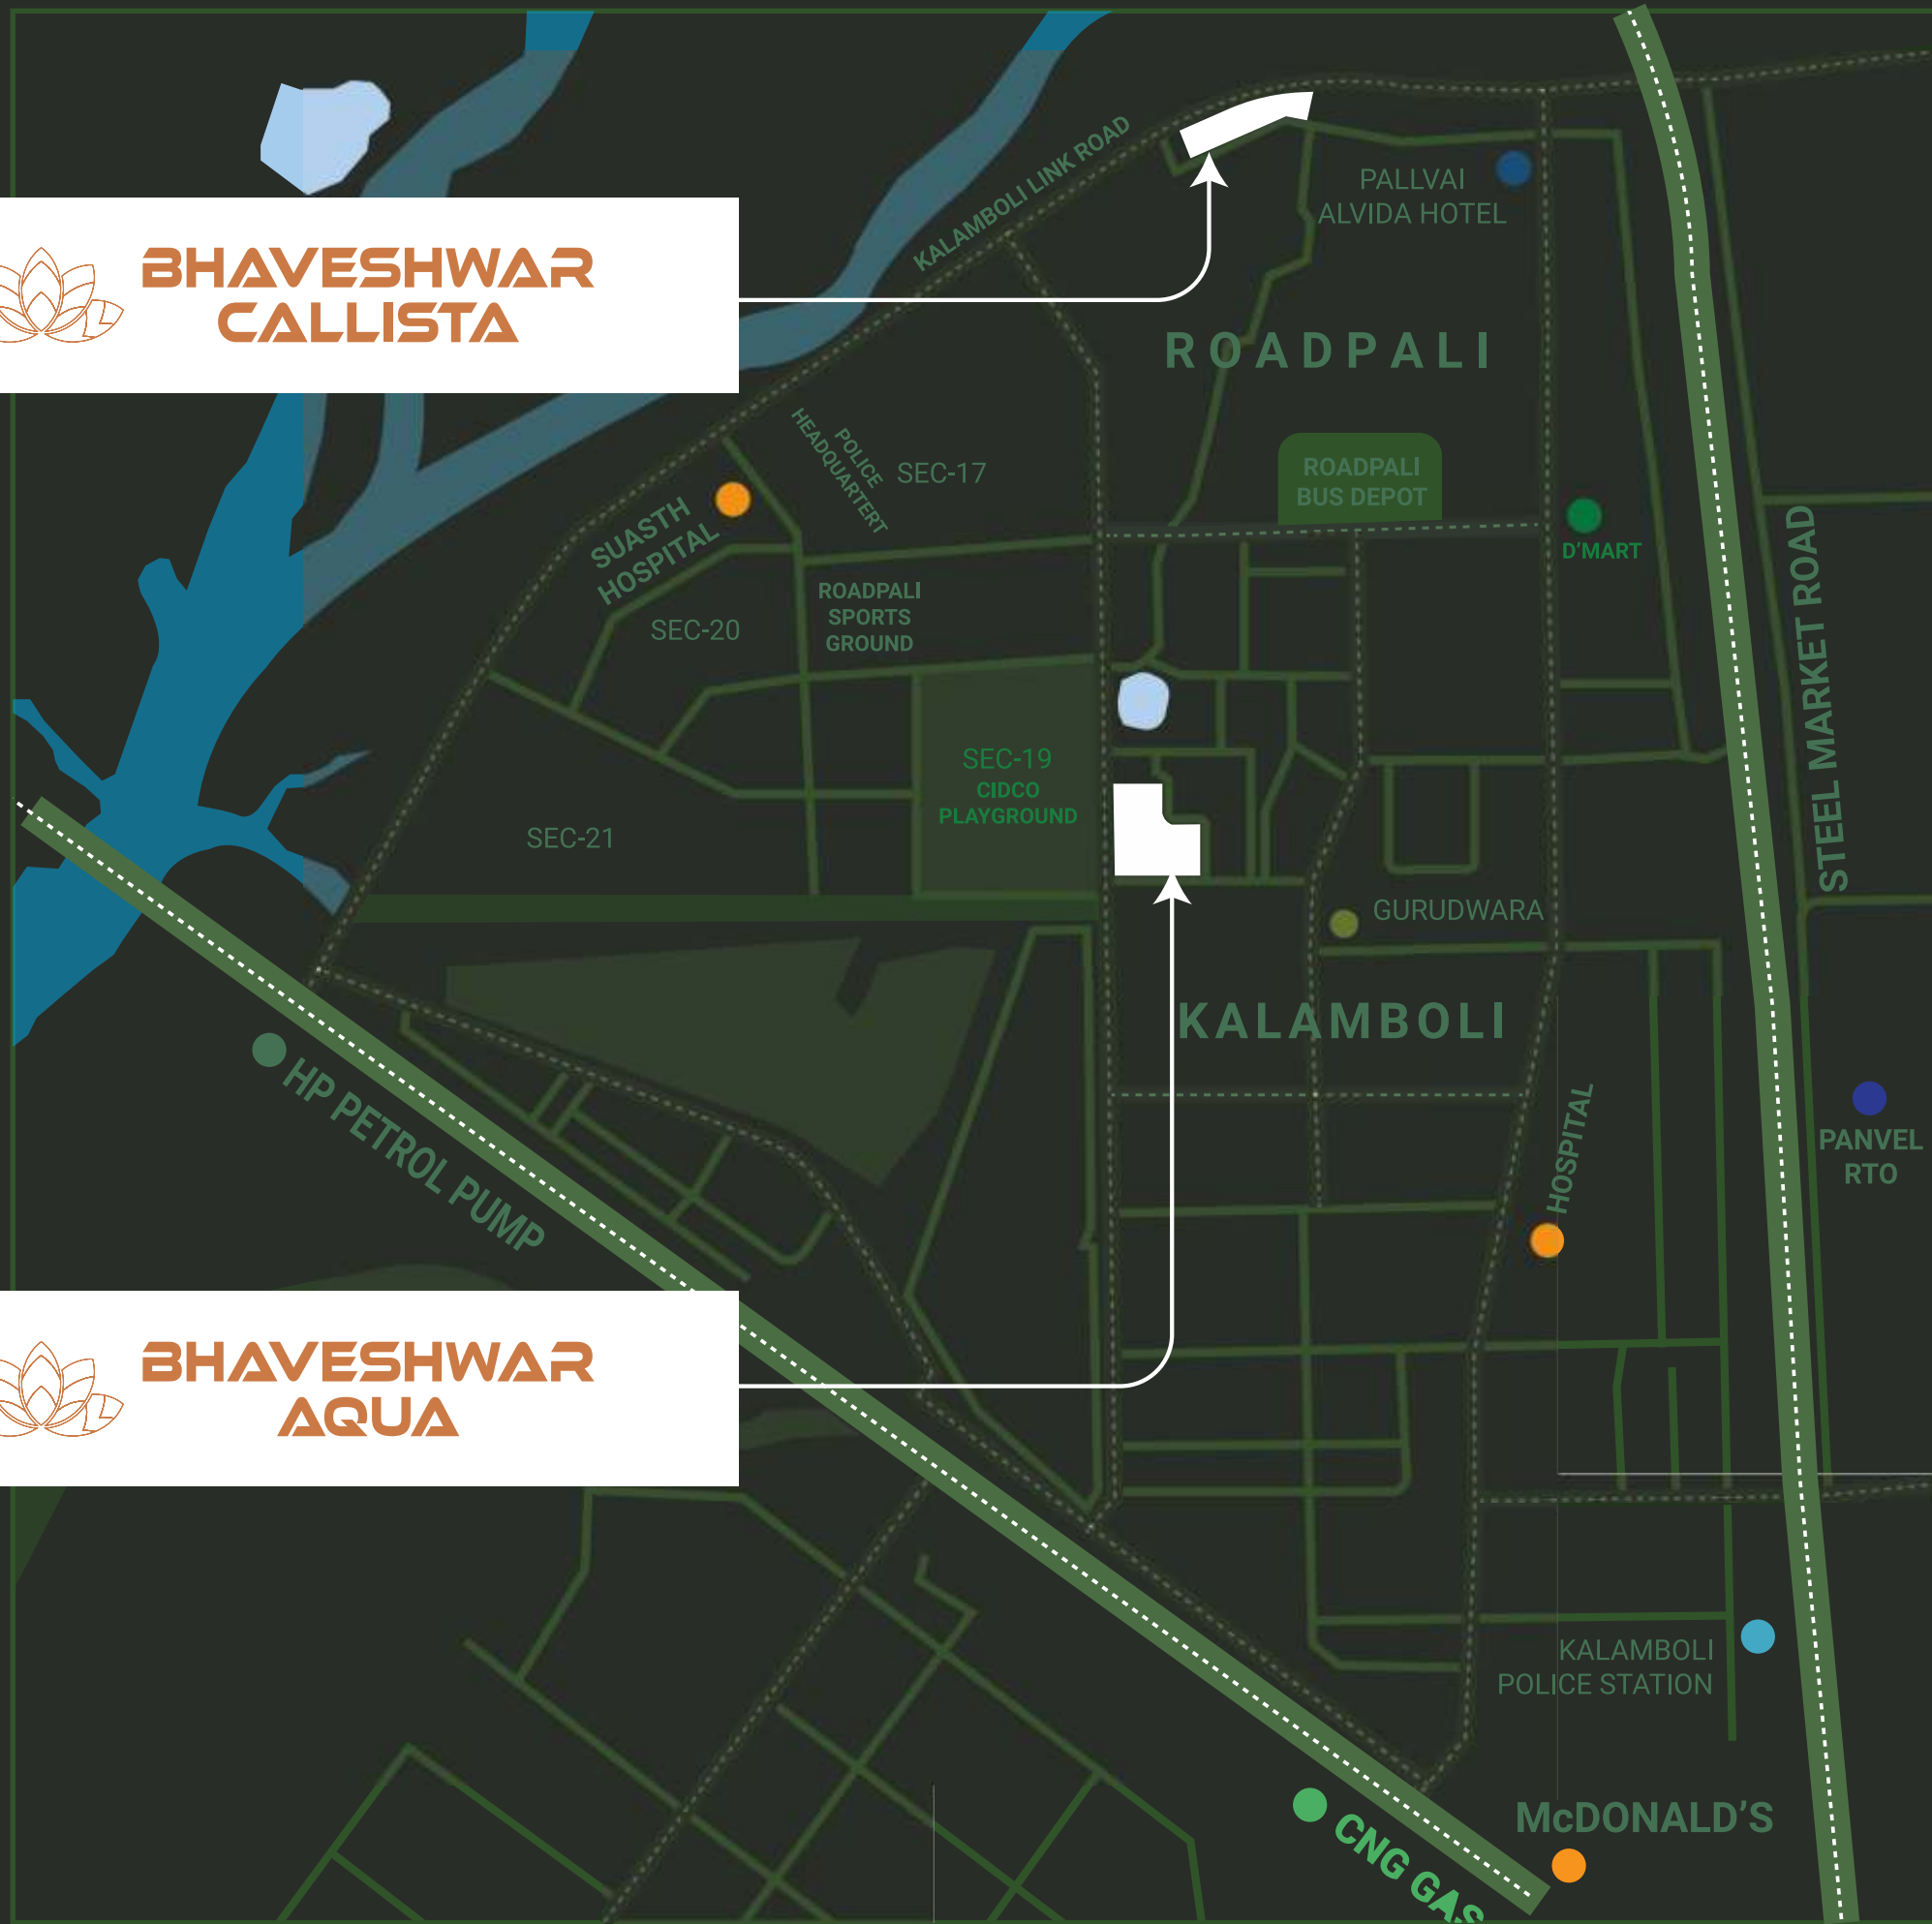 KALAMBOLI LINK ROAD
PALLVAI
ALVIDA HOTEL
BHAVESHWAR
CALLISTA
ROADPALI
POLICE
HEADQUARTERT
SEC-17
ROADPALI
BUS DEPOT
SUASTH
HOSPITAL
D'MART
STEEL MARKET ROAD
ROADPALI
SPORTS
GROUND
SEC-20
SEC-19
CIDCO
PLAYGROUND
SEC-21
GURUDWARA
KALAMBOLI
HP PETROL PUMP
HOSPITAL
PANVEL
RTO
BHAVESHWAR
AQUA
KALAMBOLI
POLICE STATION
McDONALD'S
CNG GAS